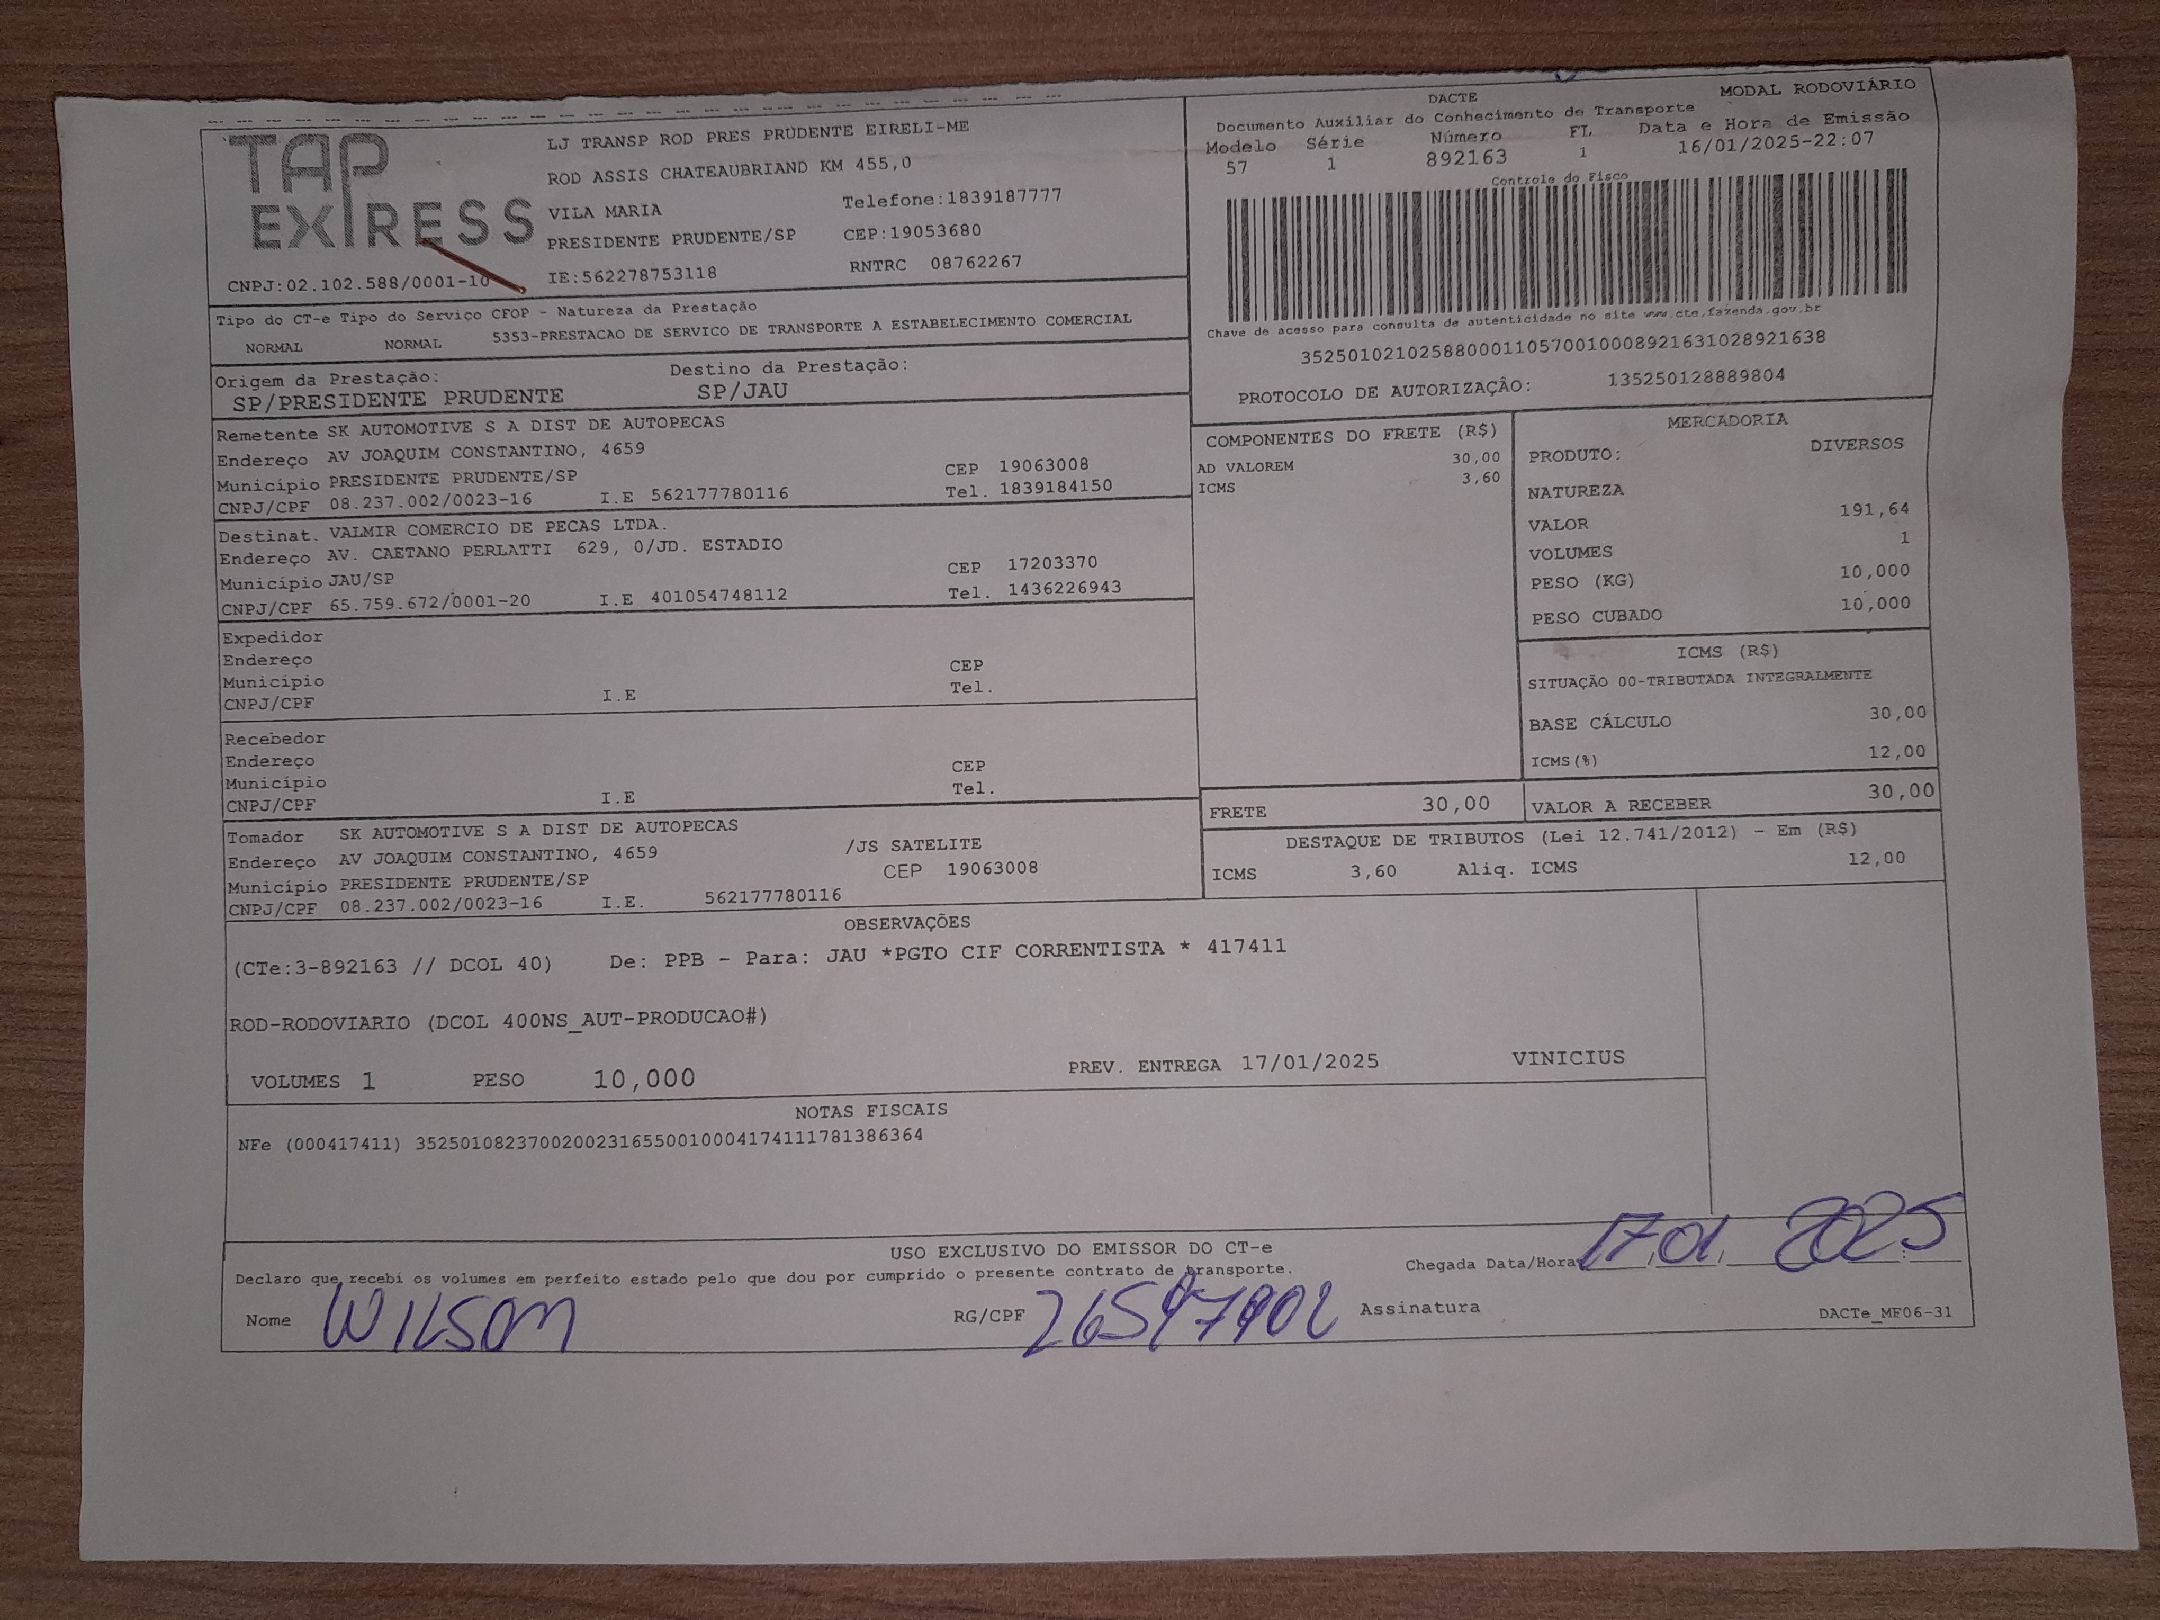 TAP
EXPRESS
CNPJ:02.102.588/0001-10
LJ TRANSP ROD PRES PRUDENTE EIRELI-ME
ROD ASSIS CHATEAUBRIAND KM 455,0
VILA MARIA Telefone:1839187777
PRESIDENTE PRUDENTE/SP CEP:19053680
IE:562278753118 RNTRC 08762267
DACTE MODAL RODOVIÁRIO
Documento Auxiliar do Conhecimento de Transporte
Modelo Série Número FL Data e Hora de Emissão
57 1 892163 1 16/01/2025-22:07
Controle do Fisco
Chave de acesso para consulta de autenticidade no site www.cte.fazenda.gov.br
35250102102588000110570010008921631028921638
PROTOCOLO DE AUTORIZAÇÃO: 135250128889804
Tipo do CT-e Tipo do Serviço CFOP - Natureza da Prestação
NORMAL NORMAL 5353-PRESTACAO DE SERVICO DE TRANSPORTE A ESTABELECIMENTO COMERCIAL
Origem da Prestação: Destino da Prestação:
SP/PRESIDENTE PRUDENTE SP/JAU
Remetente SK AUTOMOTIVE S A DIST DE AUTOPECAS
Endereço AV JOAQUIM CONSTANTINO, 4659
Município PRESIDENTE PRUDENTE/SP CEP 19063008
CNPJ/CPF 08.237.002/0023-16 I.E 562177780116 Tel. 1839184150
Destinat. VALMIR COMERCIO DE PECAS LTDA.
Endereço AV. CAETANO PERLATTI 629, 0/JD. ESTADIO
Município JAU/SP CEP 17203370
CNPJ/CPF 65.759.672/0001-20 I.E 401054748112 Tel. 1436226943
Expedidor
Endereço
Município CEP
CNPJ/CPF I.E Tel.
Recebedor
Endereço
Município CEP
CNPJ/CPF I.E Tel.
Tomador SK AUTOMOTIVE S A DIST DE AUTOPECAS
Endereço AV JOAQUIM CONSTANTINO, 4659 /JS SATELITE
Município PRESIDENTE PRUDENTE/SP CEP 19063008
CNPJ/CPF 08.237.002/0023-16 I.E. 562177780116
COMPONENTES DO FRETE (R$)
AD VALOREM 30,00
ICMS 3,60
MERCADORIA
PRODUTO: DIVERSOS
NATUREZA
VALOR 191,64
VOLUMES 1
PESO (KG) 10,000
PESO CUBADO 10,000
ICMS (R$)
SITUAÇÃO 00-TRIBUTADA INTEGRALMENTE
BASE CÁLCULO 30,00
ICMS(%) 12,00
FRETE 30,00 VALOR A RECEBER 30,00
DESTAQUE DE TRIBUTOS (Lei 12.741/2012) - Em (R$)
ICMS 3,60 Aliq. ICMS 12,00
OBSERVAÇÕES
(CTe:3-892163 // DCOL 40) De: PPB - Para: JAU *PGTO CIF CORRENTISTA * 417411
ROD-RODOVIARIO (DCOL 400NS_AUT-PRODUCAO#)
VOLUMES 1 PESO 10,000 PREV. ENTREGA 17/01/2025 VINICIUS
NOTAS FISCAIS
NFe (000417411) 35250108237002002316550010004174111781386364
USO EXCLUSIVO DO EMISSOR DO CT-e
Declaro que recebi os volumes em perfeito estado pelo que dou por cumprido o presente contrato de transporte. Chegada Data/Hora 17.01.2025
Nome WILSON RG/CPF Assinatura DACTe_MF06-31